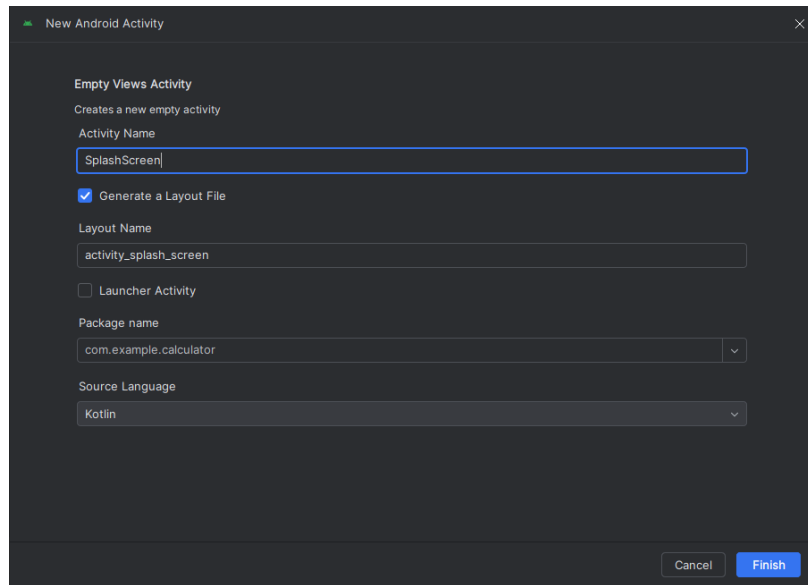 New Android Activity
Empty Views Activity
Creates a new empty activity
Activity Name
SplashScreen
Generate a Layout File
Layout Name
activity_splash_screen
Launcher Activity
Package name
com.example.calculator
Source Language
Kotlin
Cancel
Finish